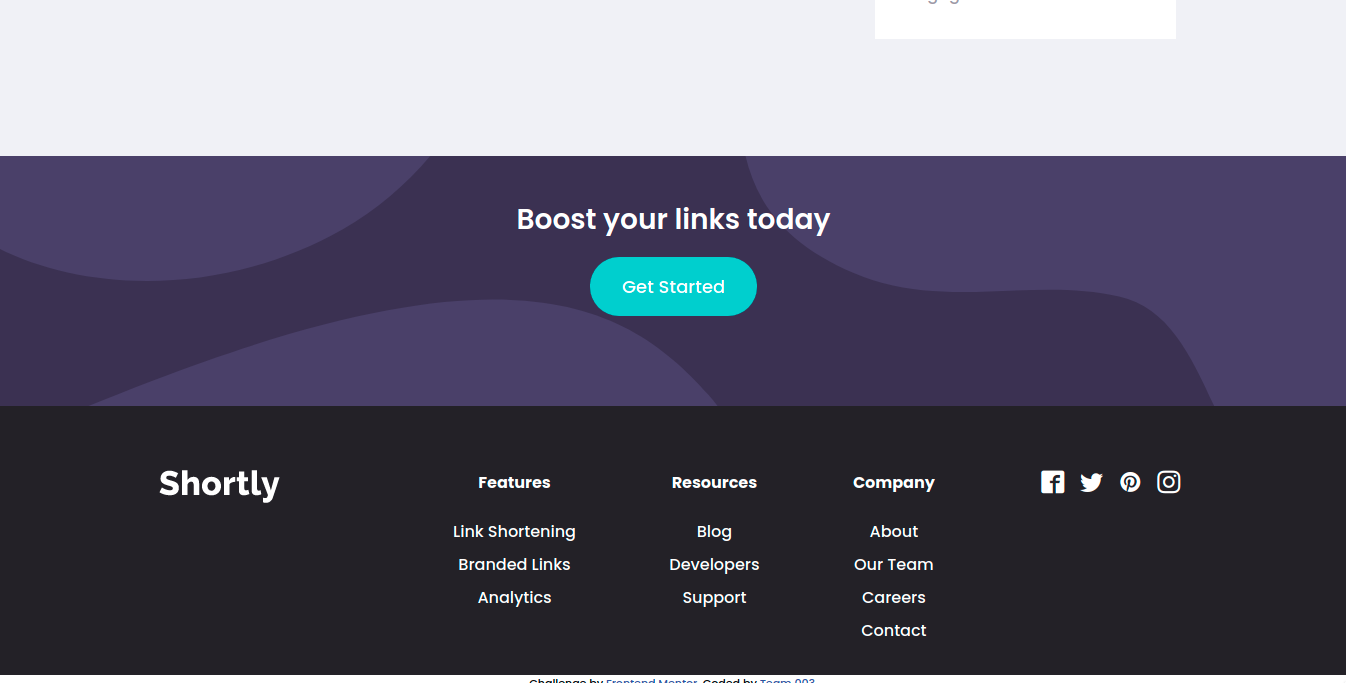 Boost your links today
Get Started
Shortly
Features
Link Shortening
Branded Links
Analytics
Resources
Blog
Developers
Support
Company
About
Our Team
Careers
Contact
Challenge by Frontend Mentor. Coded by Team 003